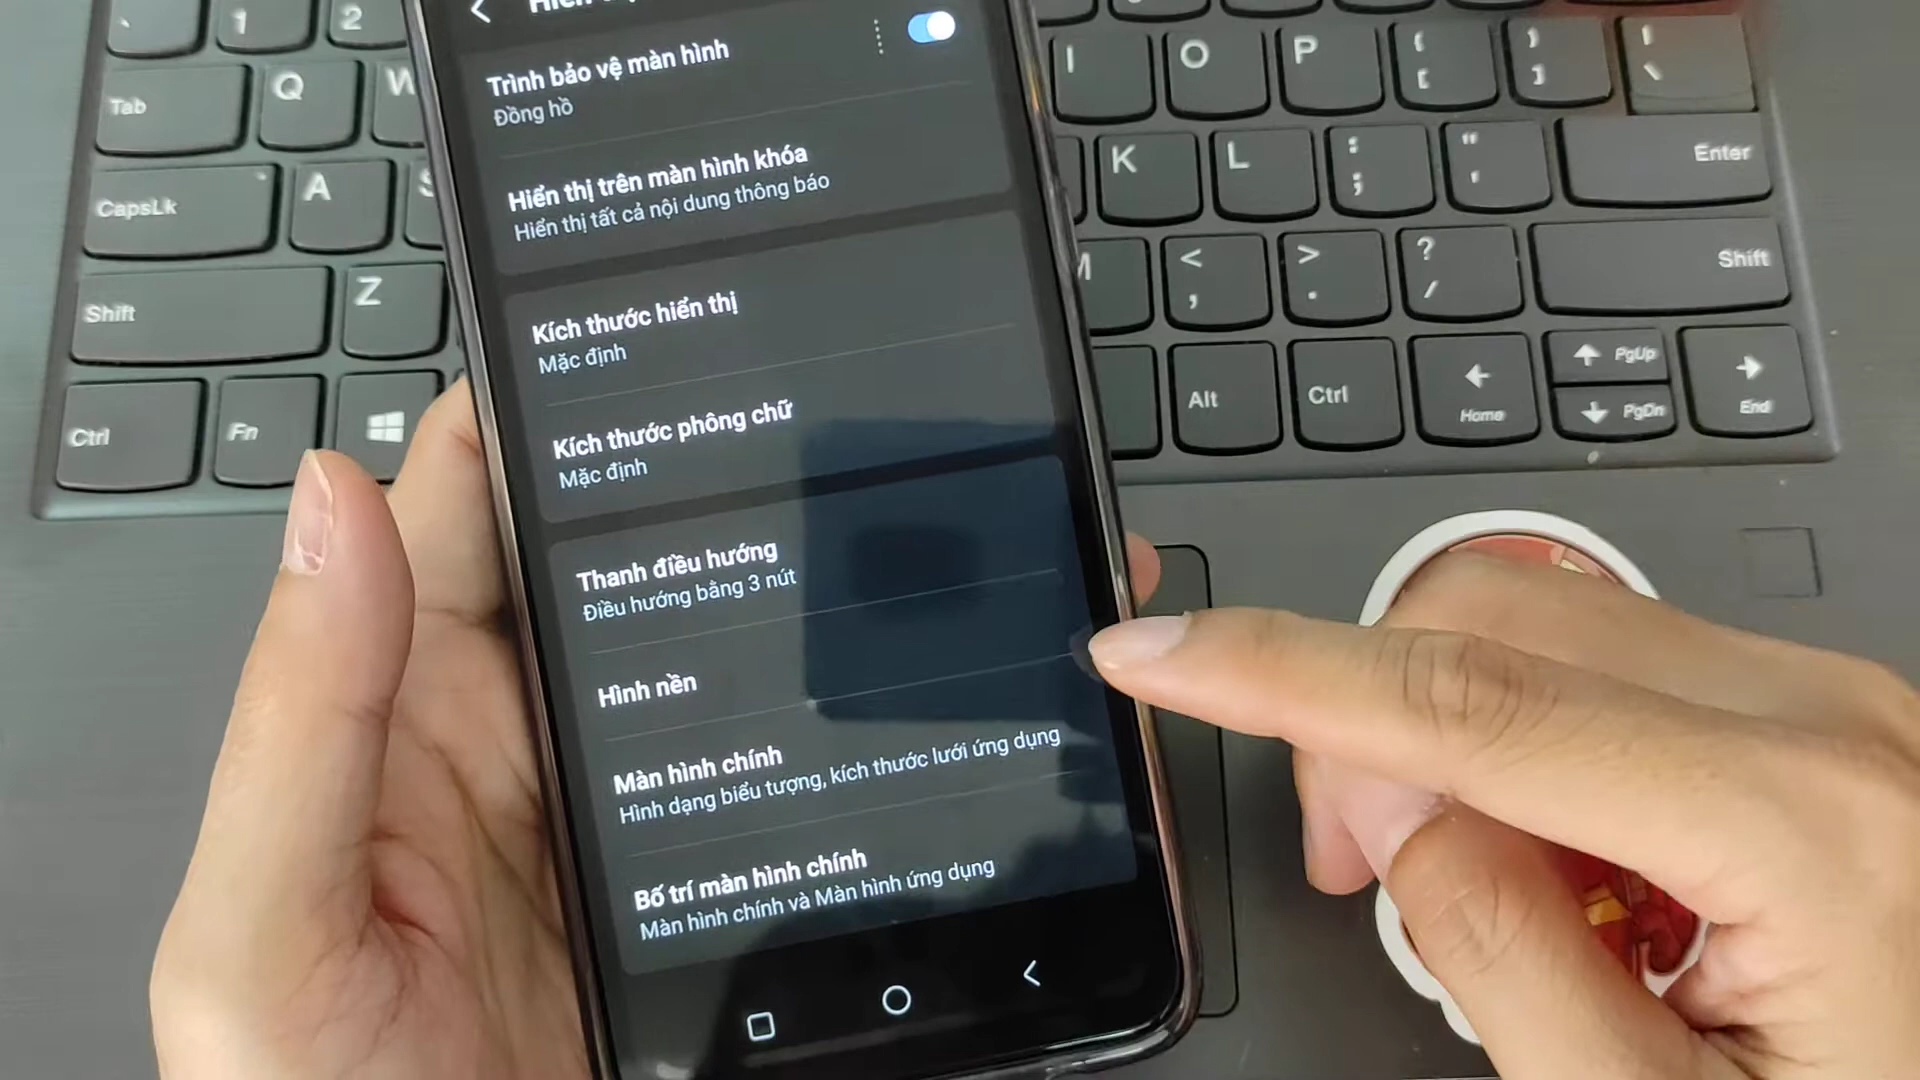 Trình bảo vệ màn hình
Đồng hồ
Hiển thị trên màn hình khóa
Hiển thị tất cả nội dung thông báo
Kích thước hiển thị
Mặc định
Kích thước phông chữ
Mặc định
Thanh điều hướng
Điều hướng bằng 3 nút
Hình nền
Màn hình chính
Hình dạng biểu tượng, kích thước lưới ứng dụng
Bố trí màn hình chính
Màn hình chính và Màn hình ứng dụng
1 2
Tab Q W I O P { [ } ] | \
CapsLk A S K L : ; " ' Enter
Shift Z M < , > . ? / Shift
Ctrl Fn Alt Ctrl Home PgUp PgDn End